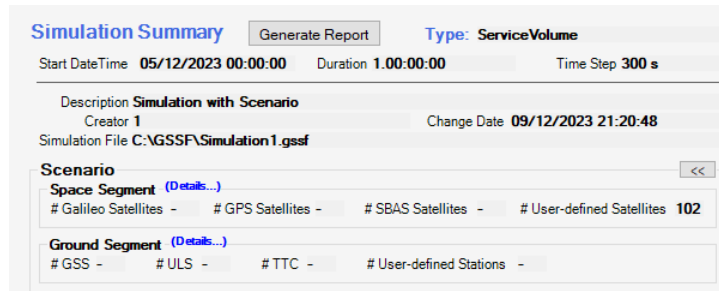 Simulation Summary Generate Report Type: ServiceVolume
Start DateTime 05/12/2023 00:00:00 Duration 1.00:00:00 Time Step 300 s
Description Simulation with Scenario
Creator 1 Change Date 09/12/2023 21:20:48
Simulation File C:\GSSF\Simulation1.gssf
Scenario <<
Space Segment (Details...)
# Galileo Satellites - # GPS Satellites - # SBAS Satellites - # User-defined Satellites 102
Ground Segment (Details...)
# GSS - # ULS - # TTC - # User-defined Stations -